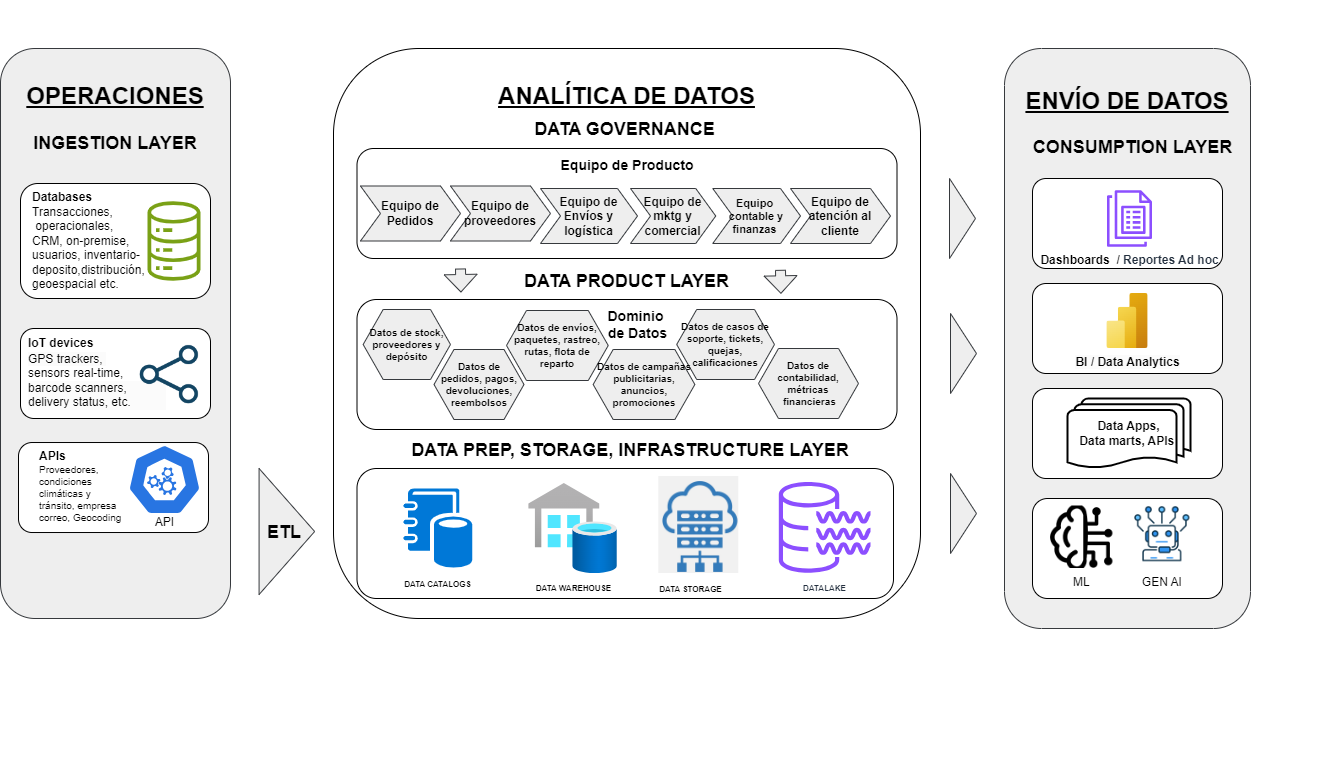 OPERACIONES
INGESTION LAYER
Databases
Transacciones,
operacionales,
CRM, on-premise,
usuarios, inventario-
deposito,distribución,
geoespacial etc.
IoT devices
GPS trackers,
sensors real-time,
barcode scanners,
delivery status, etc.
APIs
Proveedores,
condiciones
climáticas y
tránsito, empresa
correo, Geocoding
API
ETL
ANALÍTICA DE DATOS
DATA GOVERNANCE
Equipo de Producto
Equipo de
Pedidos
Equipo de
proveedores
Equipo de
Envíos y
logística
Equipo de
mktg y
comercial
Equipo
contable y
finanzas
Equipo de
atención al
cliente
DATA PRODUCT LAYER
Dominio
de Datos
Datos de stock,
proveedores y
depósito
Datos de
pedidos, pagos,
devoluciones,
reembolsos
Datos de envíos,
paquetes, rastreo,
rutas, flota de
reparto
Datos de campañas
publicitarias,
anuncios,
promociones
Datos de casos de
soporte, tickets,
quejas,
calificaciones
Datos de
contabilidad,
métricas
financieras
DATA PREP, STORAGE, INFRASTRUCTURE LAYER
DATA CATALOGS
DATA WAREHOUSE
DATA STORAGE
DATALAKE
ENVÍO DE DATOS
CONSUMPTION LAYER
Dashboards / Reportes Ad hoc
BI / Data Analytics
Data Apps,
Data marts, APIs
ML
GEN AI